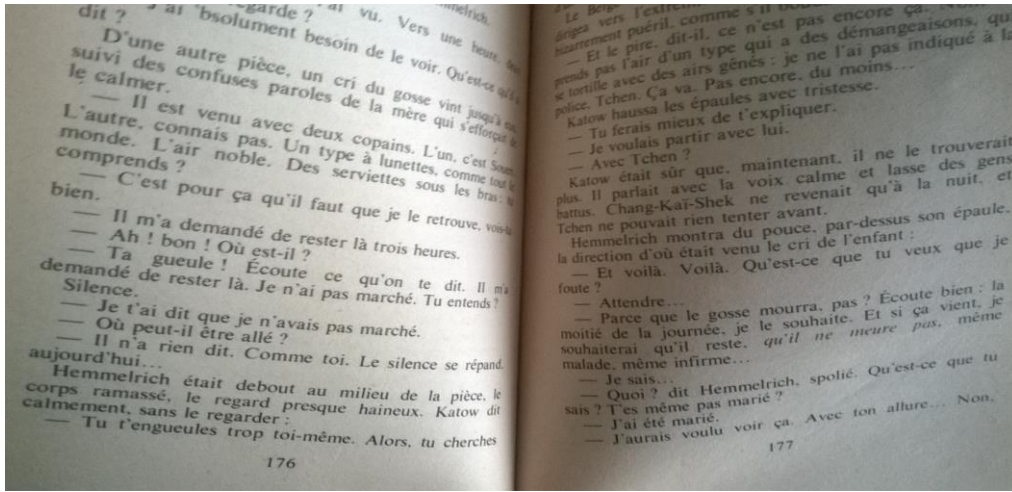 regarde ?
vu. Vers une heure,
dit ? J'ai 'bsolument besoin de le voir. Qu'est-ce qu'il a
D'une autre pièce, un cri du gosse vint jusqu'à eux,
suivi des confuses paroles de la mère qui s'efforçait de
le calmer.
— Il est venu avec deux copains. L'un, c'est Souen.
L'autre, connais pas. Un type à lunettes, comme tout le
monde. L'air noble. Des serviettes sous les bras : tu
comprends ?
— C'est pour ça qu'il faut que je le retrouve, vois-tu
bien.
— Il m'a demandé de rester là trois heures.
— Ah ! bon ! Où est-il ?
— Ta gueule ! Écoute ce qu'on te dit. Il m'a
demandé de rester là. Je n'ai pas marché. Tu entends ?
Silence.
— Je t'ai dit que je n'avais pas marché.
— Où peut-il être allé ?
— Il n'a rien dit. Comme toi. Le silence se répand,
aujourd'hui...
Hemmelrich était debout au milieu de la pièce, le
corps ramassé, le regard presque haineux. Katow dit
calmement, sans le regarder :
— Tu t'engueules trop toi-même. Alors, tu cherches
176
Le
dirigea vers
bizarrement puéril, comme s'il
— Et le pire, dit-il, ce n'est pas encore ça.
prends pas l'air d'un type qui a des démangeaisons, qui
se tortille avec des airs gênés : je ne l'ai pas indiqué à la
police, Tchen. Ça va. Pas encore, du moins...
Katow haussa les épaules avec tristesse.
— Tu ferais mieux de t'expliquer.
— Je voulais partir avec lui.
— Avec Tchen ?
Katow était sûr que, maintenant, il ne le trouverait
plus. Il parlait avec la voix calme et lasse des gens
battus. Chang-Kaï-Shek ne revenait qu'à la nuit, et
Tchen ne pouvait rien tenter avant.
Hemmelrich montra du pouce, par-dessus son épaule,
la direction d'où était venu le cri de l'enfant :
— Et voilà. Voilà. Qu'est-ce que tu veux que je
foute ?
— Attendre...
— Parce que le gosse mourra, pas ? Écoute bien : la
moitié de la journée, je le souhaite. Et si ça vient, je
souhaiterai qu'il reste, qu'il ne meure pas, même
malade, même infirme...
— Je sais...
— Quoi ? dit Hemmelrich, spolié. Qu'est-ce que tu
sais ? T'es même pas marié ?
— J'ai été marié.
— J'aurais voulu voir ça. Avec ton allure... Non,
177